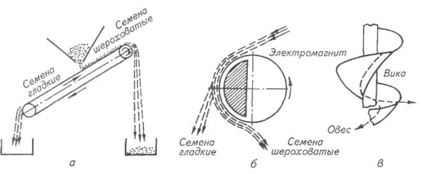 Семена
гладкие
Семена
шероховатые
а
Электромагнит
Семена
гладкие
Семена
шероховатые
б
Вика
Овес
в